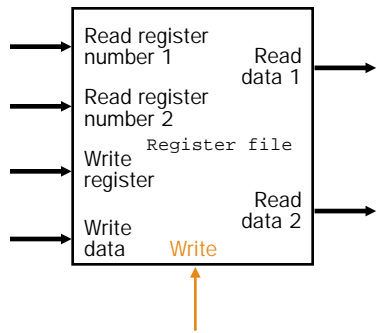 Read register
number 1
Read
data 1
Read register
number 2
Register file
Write
register
Read
data 2
Write
data
Write